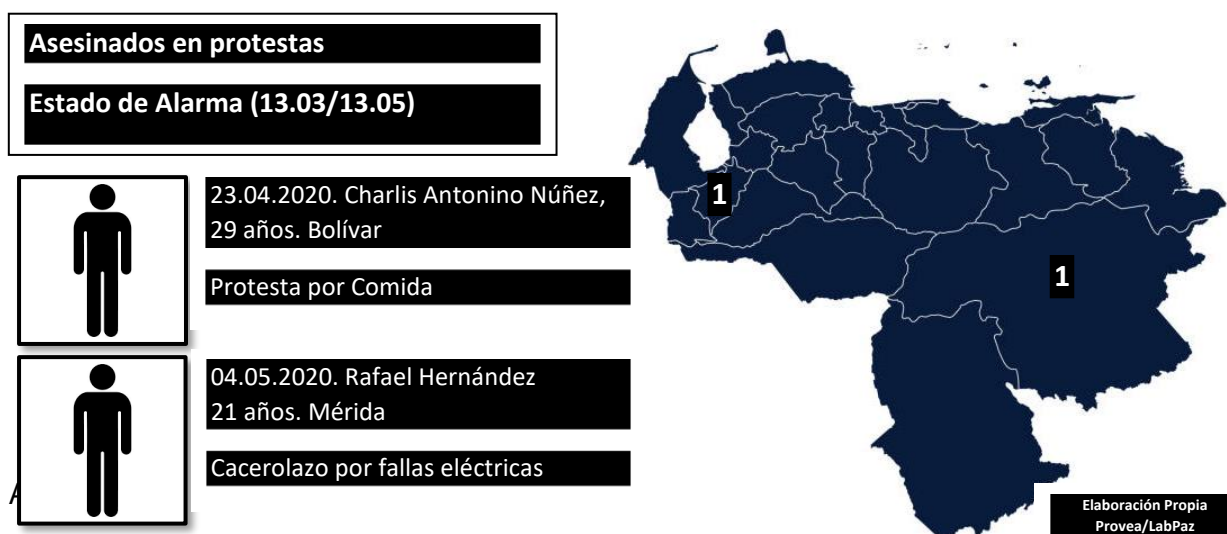 Asesinados en protestas
Estado de Alarma (13.03/13.05)
23.04.2020. Charlis Antonino Núñez,
29 años. Bolívar
Protesta por Comida
04.05.2020. Rafael Hernández
21 años. Mérida
Cacerolazo por fallas eléctricas
1
1
Elaboración Propia
Provea/LabPaz